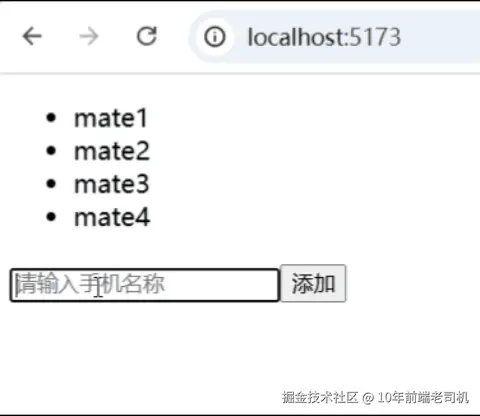 localhost:5173
mate1
mate2
mate3
mate4
请输入手机名称 添加
掘金技术社区 @ 10年前端老司机